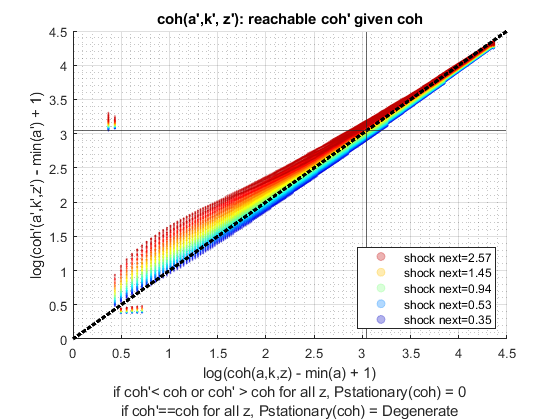 coh(a',k', z'): reachable coh' given coh
log(coh'(a',k',z') - min(a') + 1)
4.5
4
3.5
3
2.5
2
1.5
1
0.5
0
shock next=2.57
shock next=1.45
shock next=0.94
shock next=0.53
shock next=0.35
0 0.5 1 1.5 2 2.5 3 3.5 4 4.5
log(coh(a,k,z) - min(a) + 1)
if coh'< coh or coh' > coh for all z, Pstationary(coh) = 0
if coh'==coh for all z, Pstationary(coh) = Degenerate